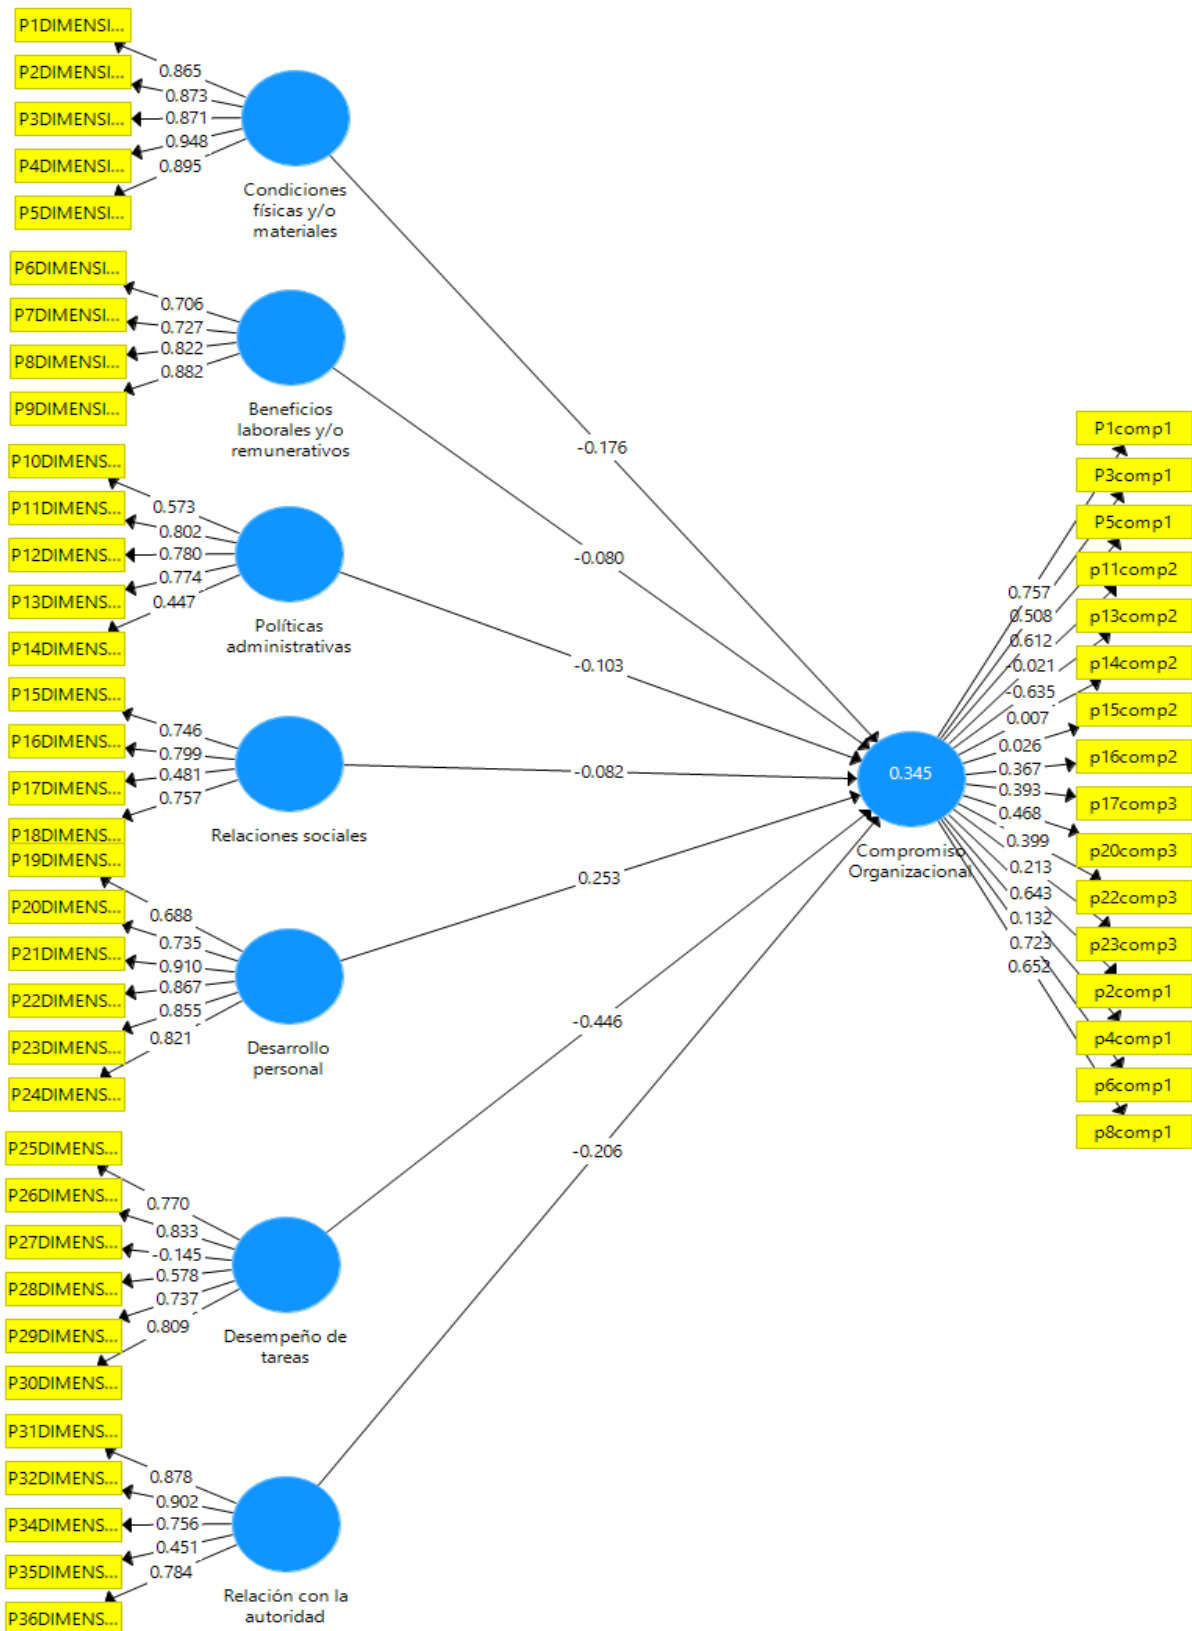 P1DIMENSI...
P2DIMENSI...
P3DIMENSI...
P4DIMENSI...
P5DIMENSI...
0.865
0.873
0.871
0.948
0.895
Condiciones
físicas y/o
materiales
P6DIMENSI...
P7DIMENSI...
P8DIMENSI...
P9DIMENSI...
0.706
0.727
0.822
0.882
Beneficios
laborales y/o
remunerativos
P10DIMENS...
P11DIMENS...
P12DIMENS...
P13DIMENS...
P14DIMENS...
0.573
0.802
0.780
0.774
0.447
Políticas
administrativas
P15DIMENS...
P16DIMENS...
P17DIMENS...
P18DIMENS...
0.746
0.799
0.481
0.757
Relaciones sociales
P19DIMENS...
P20DIMENS...
P21DIMENS...
P22DIMENS...
P23DIMENS...
P24DIMENS...
0.688
0.735
0.910
0.867
0.855
0.821
Desarrollo
personal
P25DIMENS...
P26DIMENS...
P27DIMENS...
P28DIMENS...
P29DIMENS...
P30DIMENS...
0.770
0.833
-0.145
0.578
0.737
0.809
Desempeño de
tareas
P31DIMENS...
P32DIMENS...
P34DIMENS...
P35DIMENS...
P36DIMENS...
0.878
0.902
0.756
0.451
0.784
Relación con la
autoridad
-0.176
-0.080
-0.103
-0.082
0.253
-0.446
-0.206
0.345
Compromiso
Organizacional
0.757
0.508
0.612
-0.021
-0.635
0.007
0.026
0.367
0.393
0.468
0.399
0.213
0.643
0.132
0.723
0.652
P1comp1
P3comp1
P5comp1
p11comp2
p13comp2
p14comp2
p15comp2
p16comp2
p17comp3
p20comp3
p22comp3
p23comp3
p2comp1
p4comp1
p6comp1
p8comp1